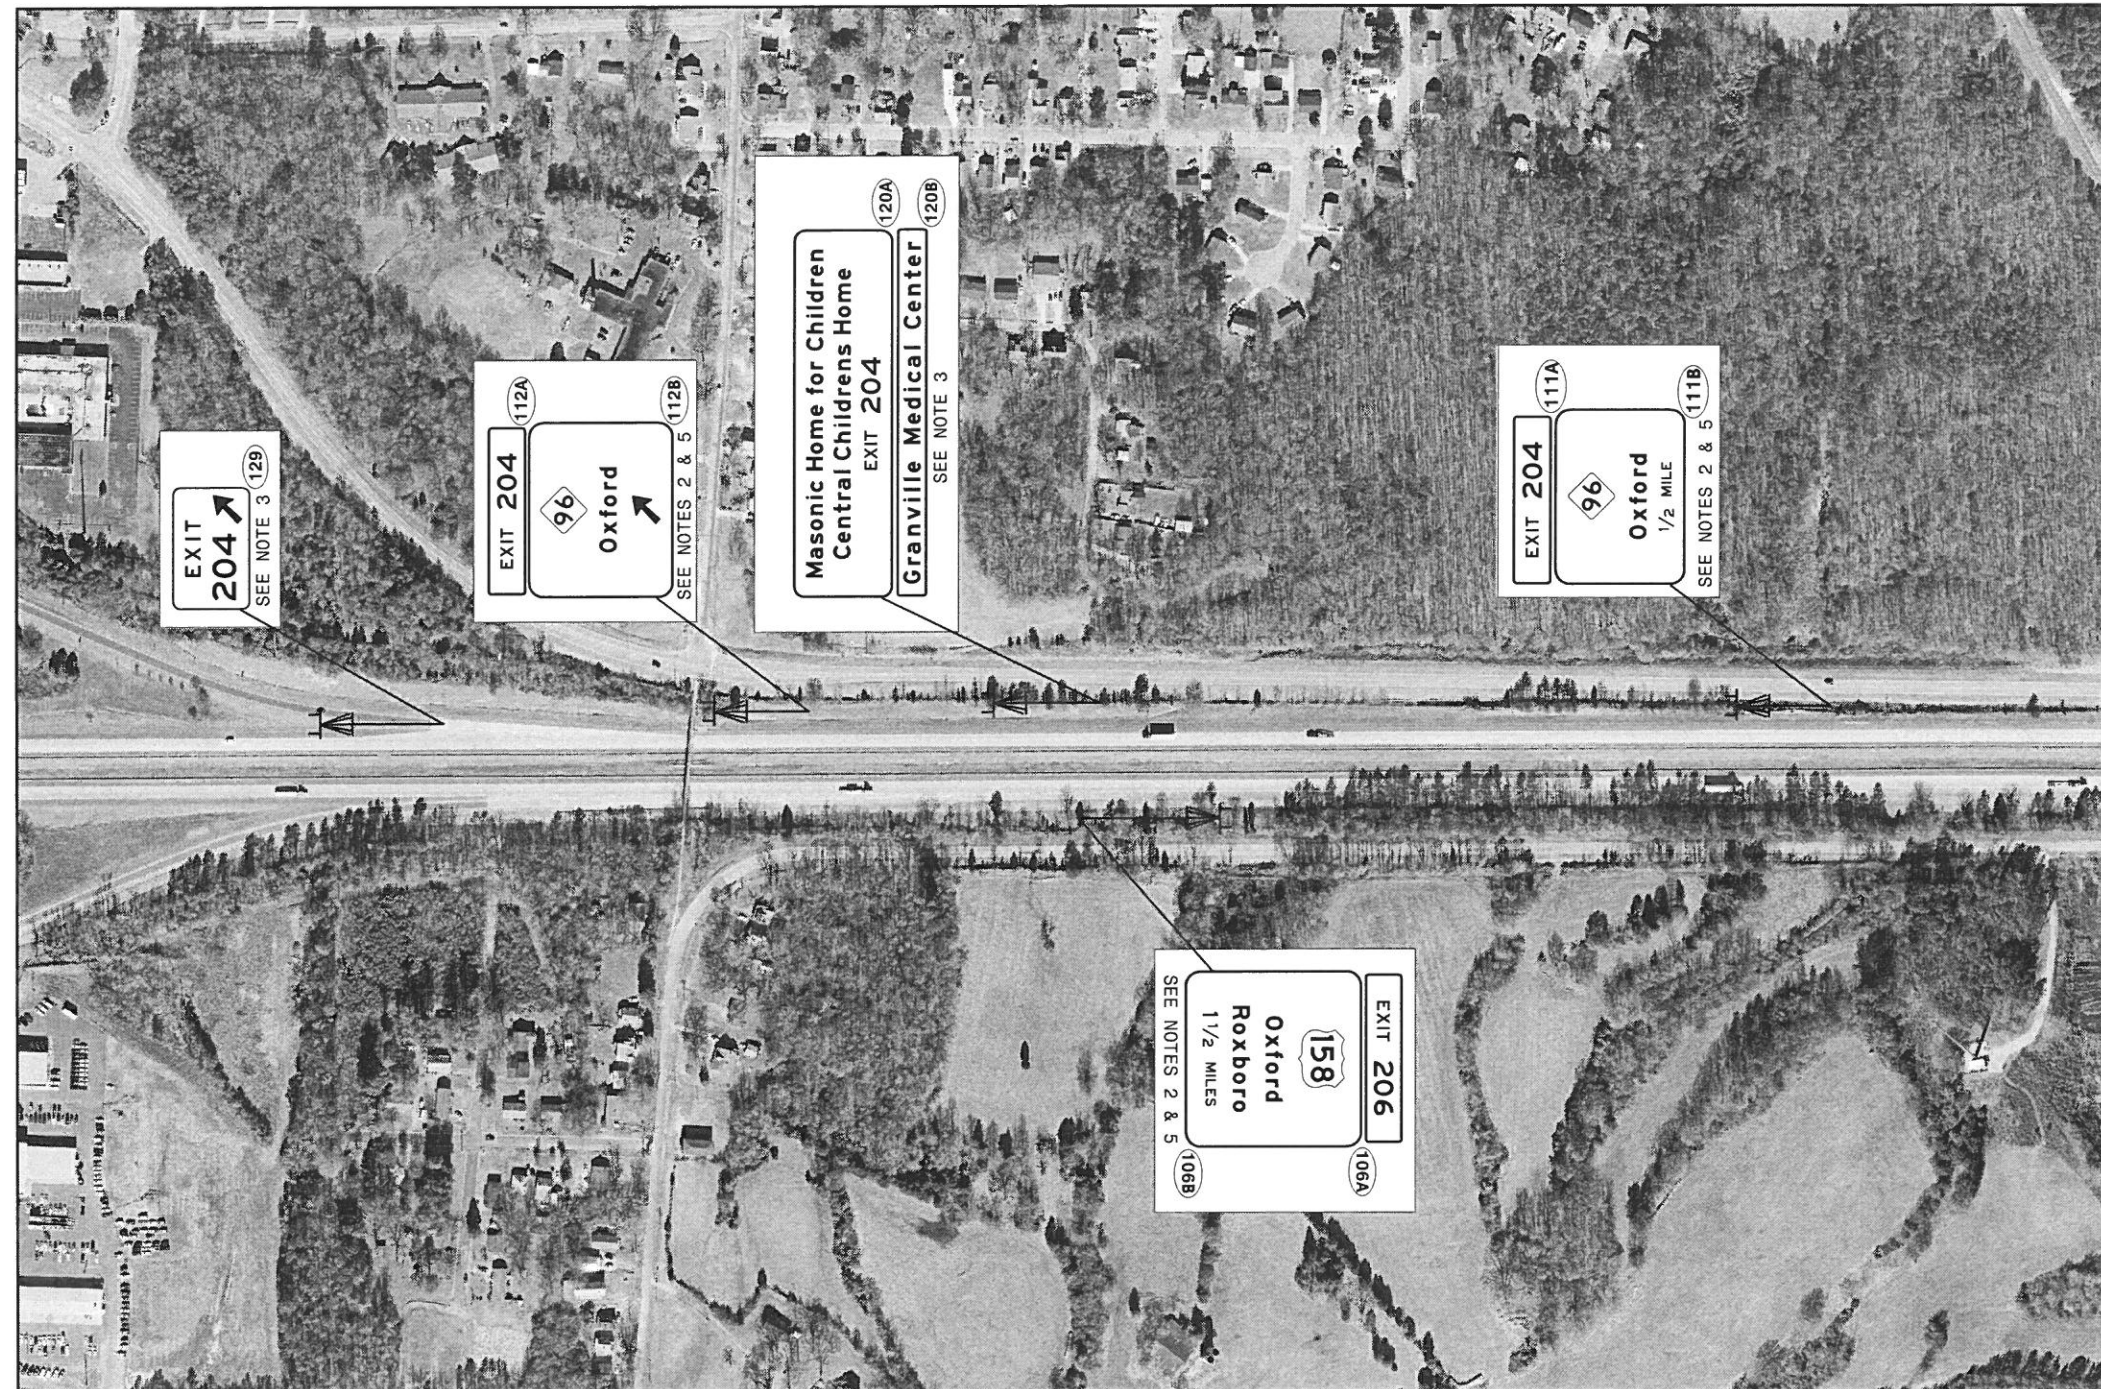 EXIT
204
129
SEE NOTE 3
112A
EXIT 204
96
Oxford
112B
SEE NOTES 2 & 5
120A
Masonic Home for Children
Central Childrens Home
EXIT 204
120B
Granville Medical Center
SEE NOTE 3
111A
EXIT 204
96
Oxford
1/2 MILE
111B
SEE NOTES 2 & 5
EXIT 206
106A
158
Oxford
Roxboro
1 1/2 MILES
106B
SEE NOTES 2 & 5